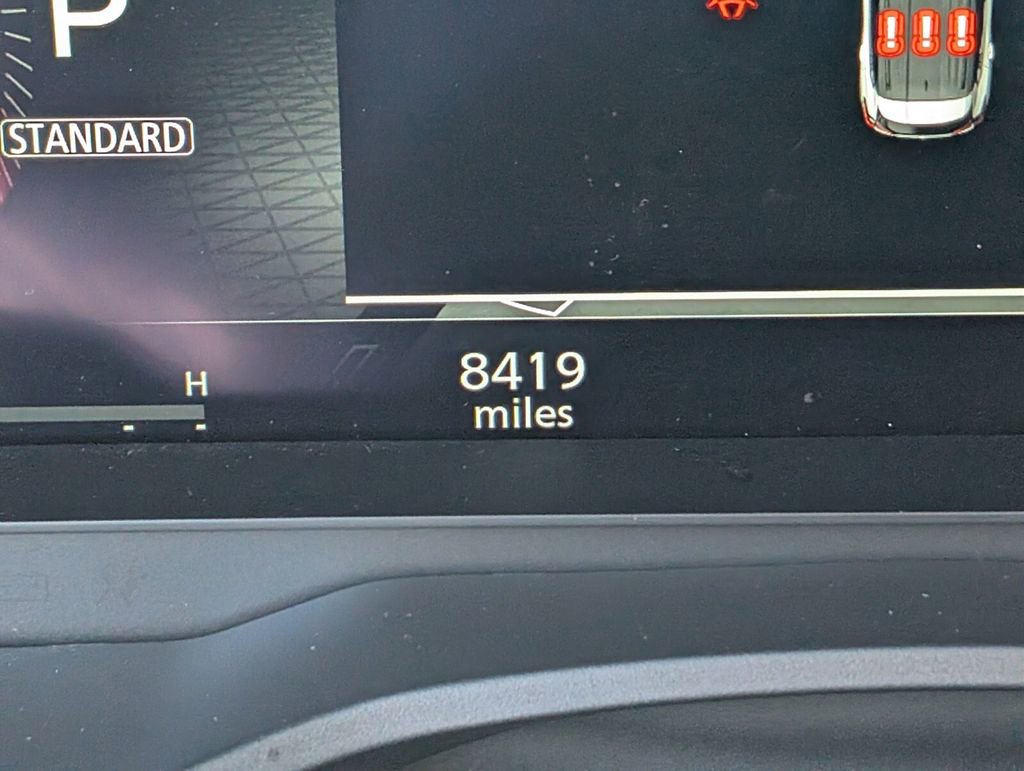 P
STANDARD
H
8419
miles